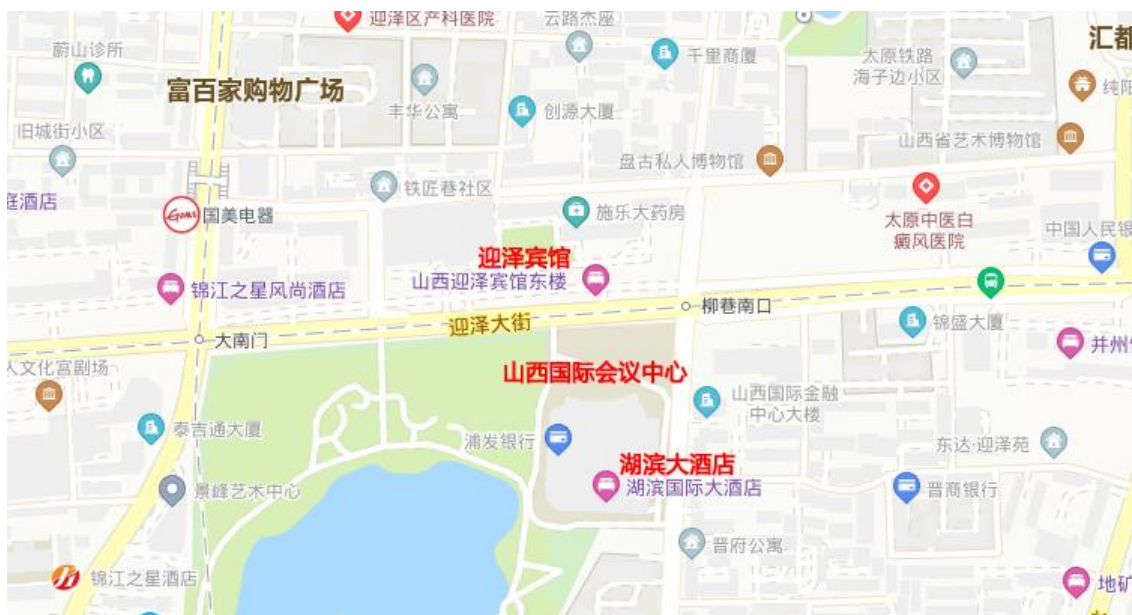 迎泽区产科医院
云路杰座
汇都
蔚山诊所
千里商厦
太原铁路
海子边小区
富百家购物广场
纯阳
丰华公寓
创源大厦
旧城街小区
山西省艺术博物馆
盘古私人博物馆
铁匠巷社区
庭酒店
GOME
国美电器
施乐大药房
太原中医白
癜风医院
中国人民银
迎泽宾馆
山西迎泽宾馆东楼
锦江之星风尚酒店
柳巷南口
迎泽大街
锦盛大厦
大南门
并州
人文化宫剧场
山西国际会议中心
山西国际金融
中心大楼
泰吉通大厦
浦发银行
东达·迎泽苑
湖滨大酒店
湖滨国际大酒店
景峰艺术中心
晋商银行
晋府公寓
锦江之星酒店
地矿